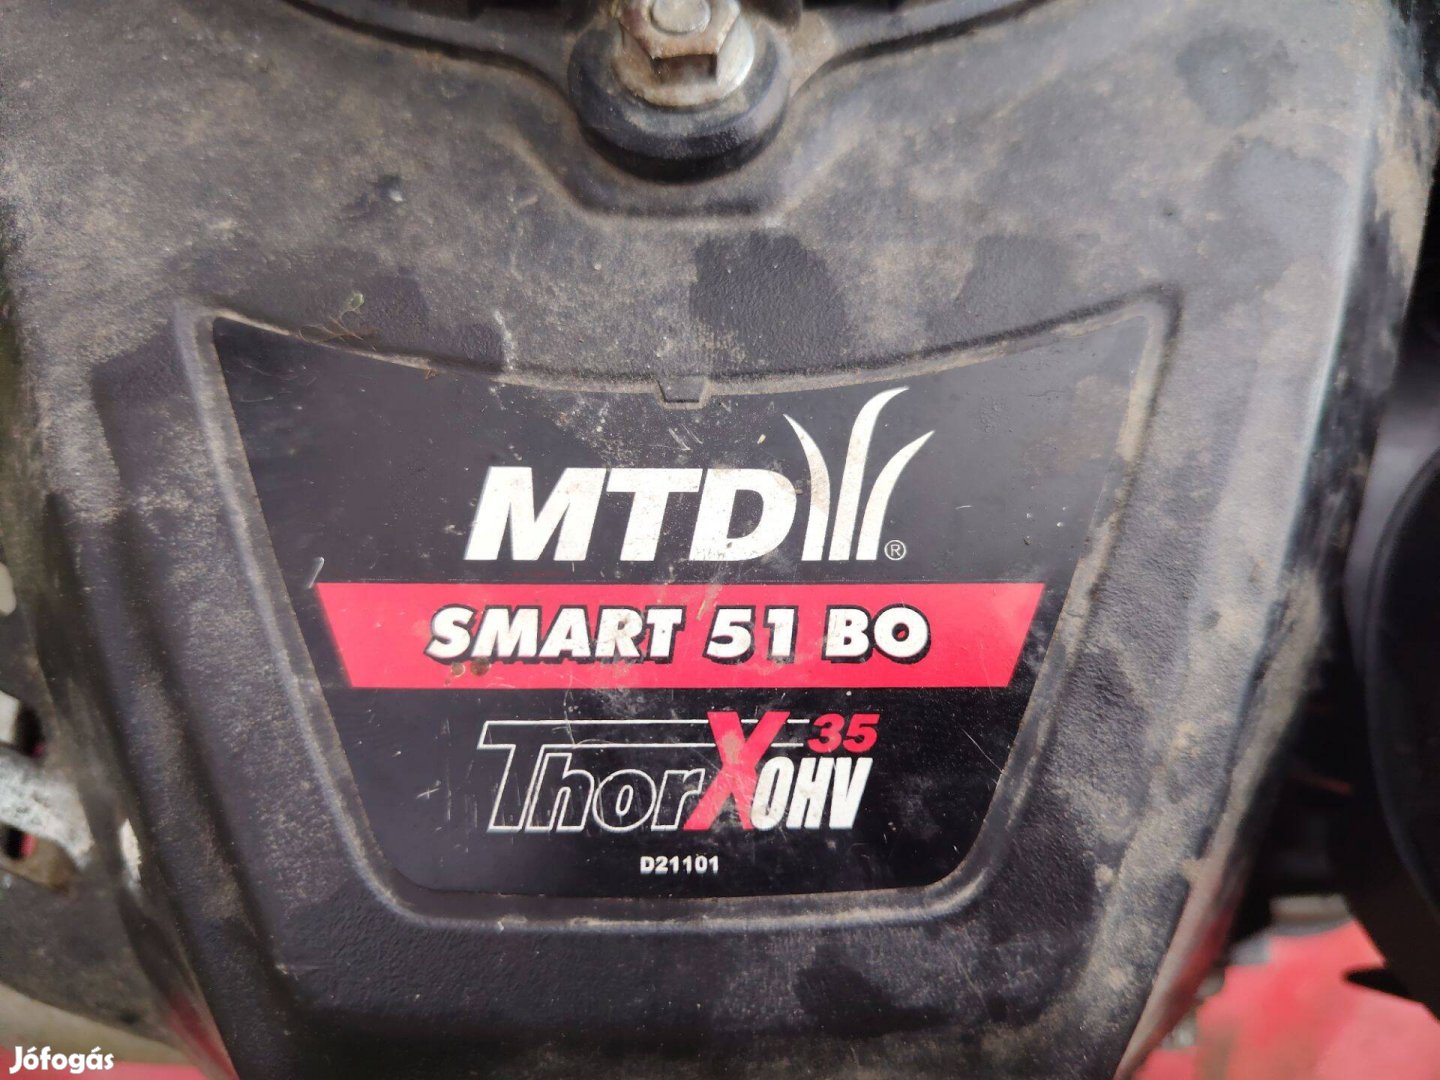 MTD ®
SMART 51 BO
ThorX 35 OHV
D21101
Jófogás